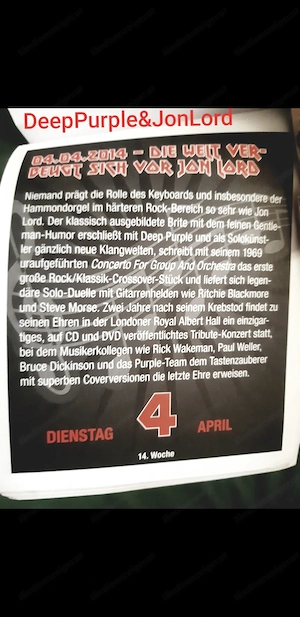 DeepPurple&JonLord
04.04.2014 – DIE WELT VER-
BEUGT SICH VOR JON LORD
Niemand prägt die Rolle des Keyboards und insbesondere der
Hammondorgel im härteren Rock-Bereich so sehr wie Jon
Lord. Der klassisch ausgebildete Brite mit dem feinen Gentle-
man-Humor erschließt mit Deep Purple und als Solokünst-
ler gänzlich neue Klangwelten, schreibt mit seinem 1969
uraufgeführten Concerto For Group And Orchestra das erste
große Rock/Klassik-Crossover-Stück und liefert sich legen-
däre Solo-Duelle mit Gitarrenhelden wie Ritchie Blackmore
und Steve Morse. Zwei Jahre nach seinem Krebstod findet zu
seinen Ehren in der Londoner Royal Albert Hall ein einzigar-
tiges, auf CD und DVD veröffentlichtes Tribute-Konzert statt,
bei dem Musikerkollegen wie Rick Wakeman, Paul Weller,
Bruce Dickinson und das Purple-Team dem Tastenzauberer
mit superben Coverversionen die letzte Ehre erweisen.
DIENSTAG 4 APRIL
14. Woche